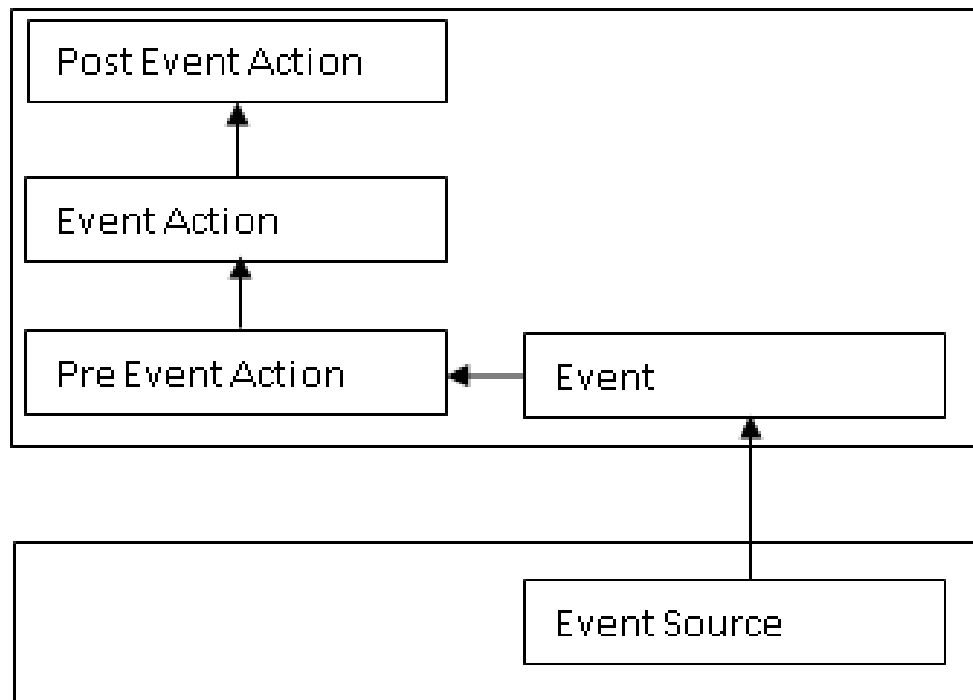 Post Event Action
Event Action
Pre Event Action
Event
Event Source